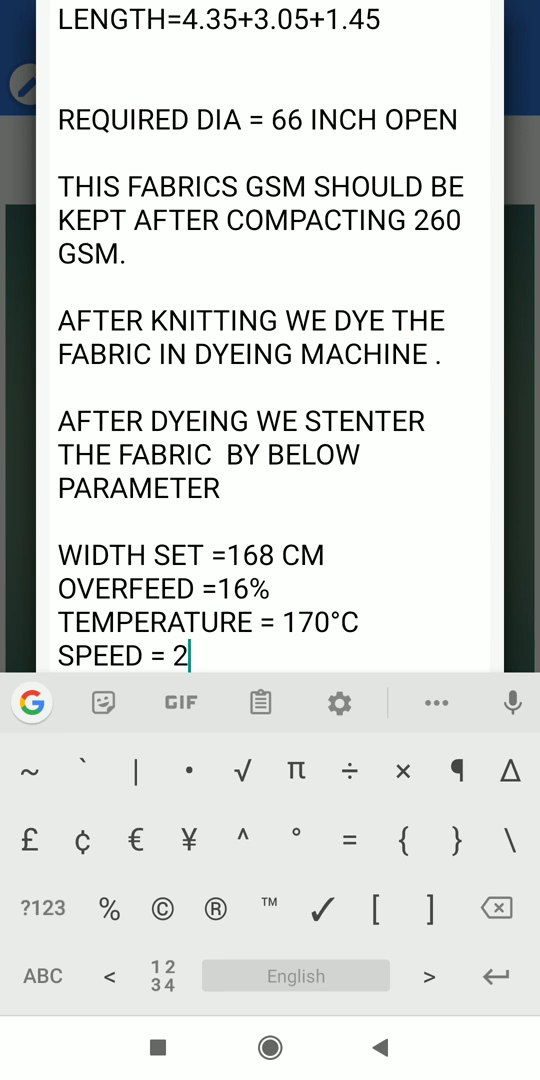 LENGTH=4.35+3.05+1.45
REQUIRED DIA = 66 INCH OPEN
THIS FABRICS GSM SHOULD BE
KEPT AFTER COMPACTING 260
GSM.
AFTER KNITTING WE DYE THE
FABRIC IN DYEING MACHINE .
AFTER DYEING WE STENTER
THE FABRIC  BY BELOW
PARAMETER
WIDTH SET =168 CM
OVERFEED =16%
TEMPERATURE = 170°C
SPEED = 2
G GIF
~ ` | • √ π ÷ × ¶ Δ
£ ¢ € ¥ ^ ° = { } \
?123 % © ® ™ ✓ [ ]
ABC < 12 34 English >